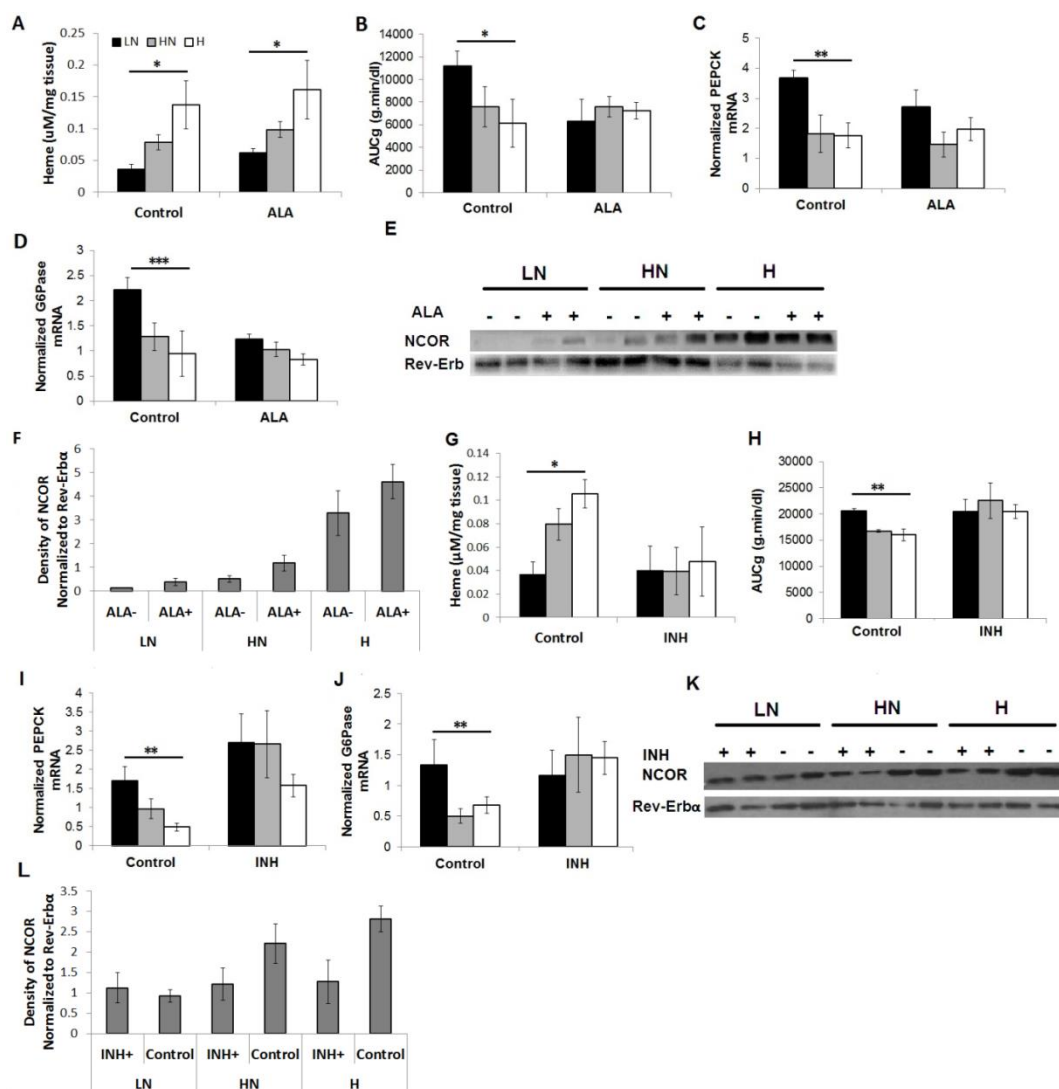 A
LN HN H
Heme (uM/mg tissue)
0.25
0.2
0.15
0.1
0.05
0
*
*
Control ALA
B
AUCg (g.min/dl)
14000
12000
10000
8000
6000
4000
2000
0
*
Control ALA
C
Normalized PEPCK
mRNA
5
4
3
2
1
0
**
Control ALA
D
Normalized G6Pase
mRNA
3
2.5
2
1.5
1
0.5
0
***
Control ALA
E
LN HN H
ALA - - + + - - + + - - + +
NCOR
Rev-Erb
F
Density of NCOR
Normalized to Rev-Erbα
6
5
4
3
2
1
0
ALA- ALA+ ALA- ALA+ ALA- ALA+
LN HN H
G
Heme (µM/mg tissue)
0.14
0.12
0.1
0.08
0.06
0.04
0.02
0
*
Control INH
H
AUCg (g.min/dl)
25000
20000
15000
10000
5000
0
**
Control INH
I
Normalized PEPCK
mRNA
4
3.5
3
2.5
2
1.5
1
0.5
0
**
Control INH
J
Normalized G6Pase
mRNA
2.5
2
1.5
1
0.5
0
**
Control INH
K
LN HN H
INH + + - - + + - - + + - -
NCOR
Rev-Erbα
L
Density of NCOR
Normalized to Rev-Erbα
3.5
3
2.5
2
1.5
1
0.5
0
INH+ Control INH+ Control INH+ Control
LN HN H